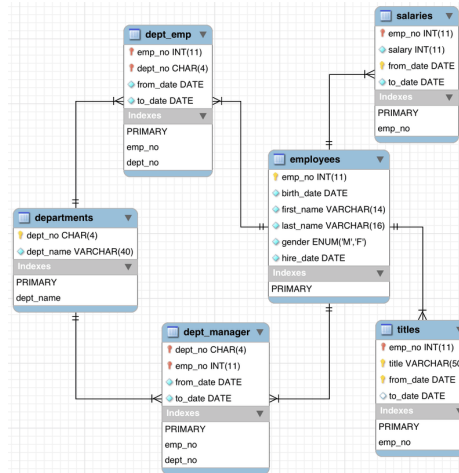 dept_emp
emp_no INT(11)
dept_no CHAR(4)
from_date DATE
to_date DATE
Indexes
PRIMARY
emp_no
dept_no
salaries
emp_no INT(11)
salary INT(11)
from_date DATE
to_date DATE
Indexes
PRIMARY
emp_no
employees
emp_no INT(11)
birth_date DATE
first_name VARCHAR(14)
last_name VARCHAR(16)
gender ENUM('M','F')
hire_date DATE
Indexes
PRIMARY
departments
dept_no CHAR(4)
dept_name VARCHAR(40)
Indexes
PRIMARY
dept_name
dept_manager
dept_no CHAR(4)
emp_no INT(11)
from_date DATE
to_date DATE
Indexes
PRIMARY
emp_no
dept_no
titles
emp_no INT(11)
title VARCHAR(50
from_date DATE
to_date DATE
Indexes
PRIMARY
emp_no